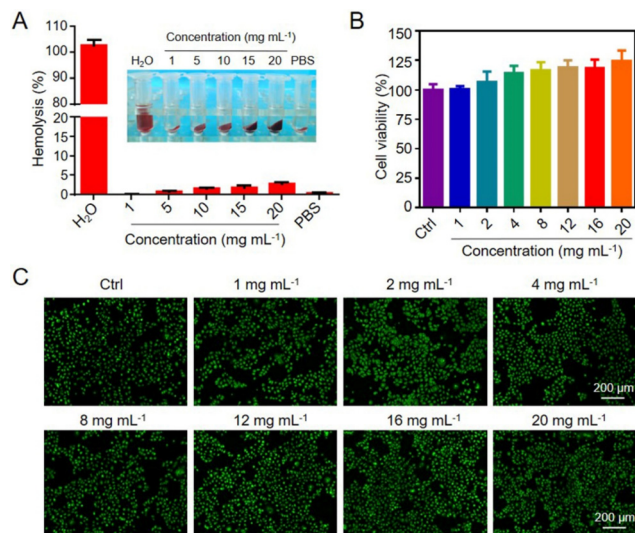 A
Concentration (mg mL⁻¹)
H₂O 1 5 10 15 20 PBS
Hemolysis (%)
110
100
90
80
20
15
10
5
0
H₂O 1 5 10 15 20 PBS
Concentration (mg mL⁻¹)
B
Cell viability (%)
150
125
100
75
50
25
0
Ctrl 1 2 4 8 12 16 20
Concentration (mg mL⁻¹)
C
Ctrl 1 mg mL⁻¹ 2 mg mL⁻¹ 4 mg mL⁻¹
200 µm
8 mg mL⁻¹ 12 mg mL⁻¹ 16 mg mL⁻¹ 20 mg mL⁻¹
200 µm